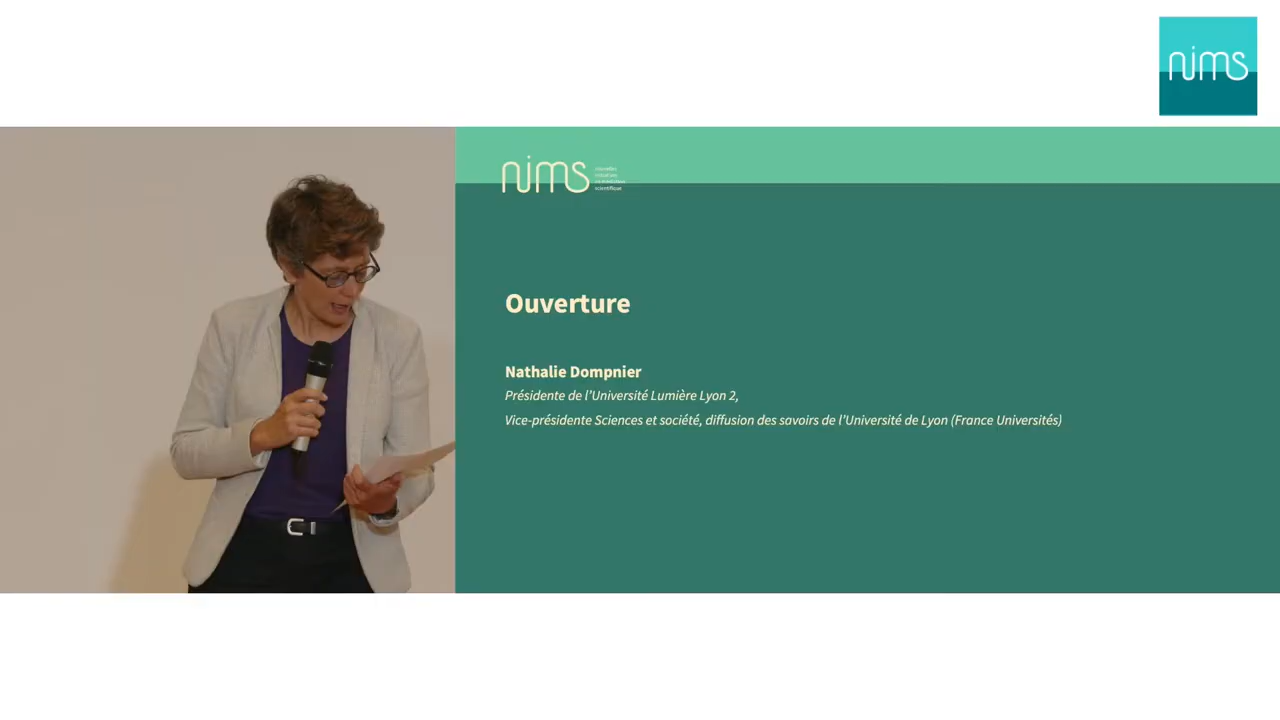 nims
nims
scientifique
Ouverture
Nathalie Dompnier
Présidente de l'Université Lumière Lyon 2,
Vice-présidente Sciences et société, diffusion des savoirs de l'Université de Lyon (France Universités)